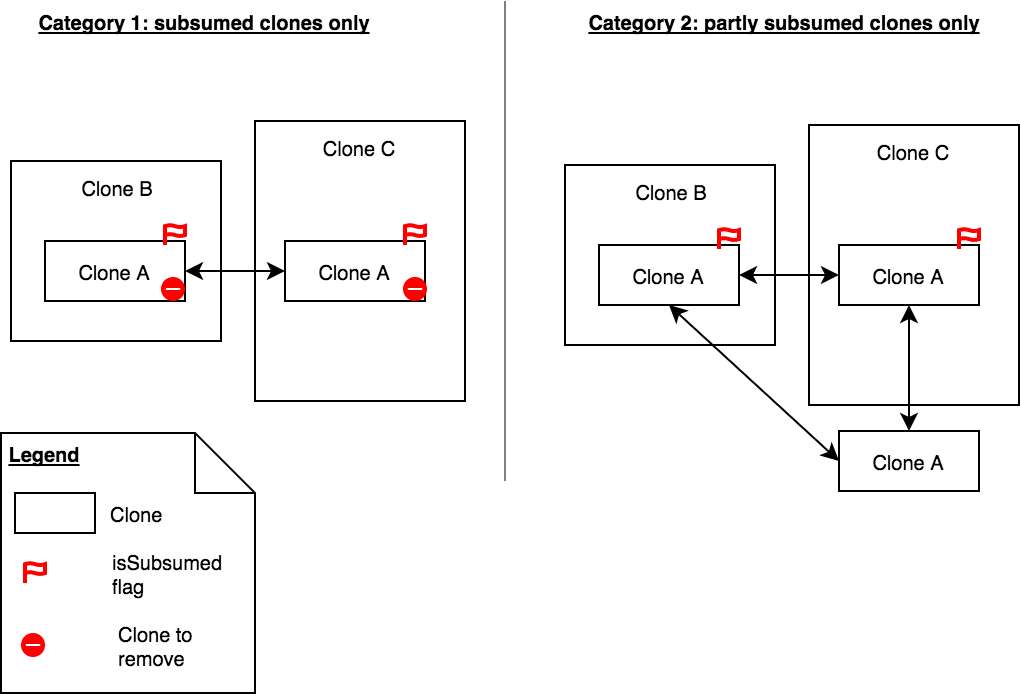 Category 1: subsumed clones only
Clone B
Clone A
Clone C
Clone A
Category 2: partly subsumed clones only
Clone B
Clone A
Clone C
Clone A
Clone A
Legend
Clone
isSubsumed
flag
Clone to
remove